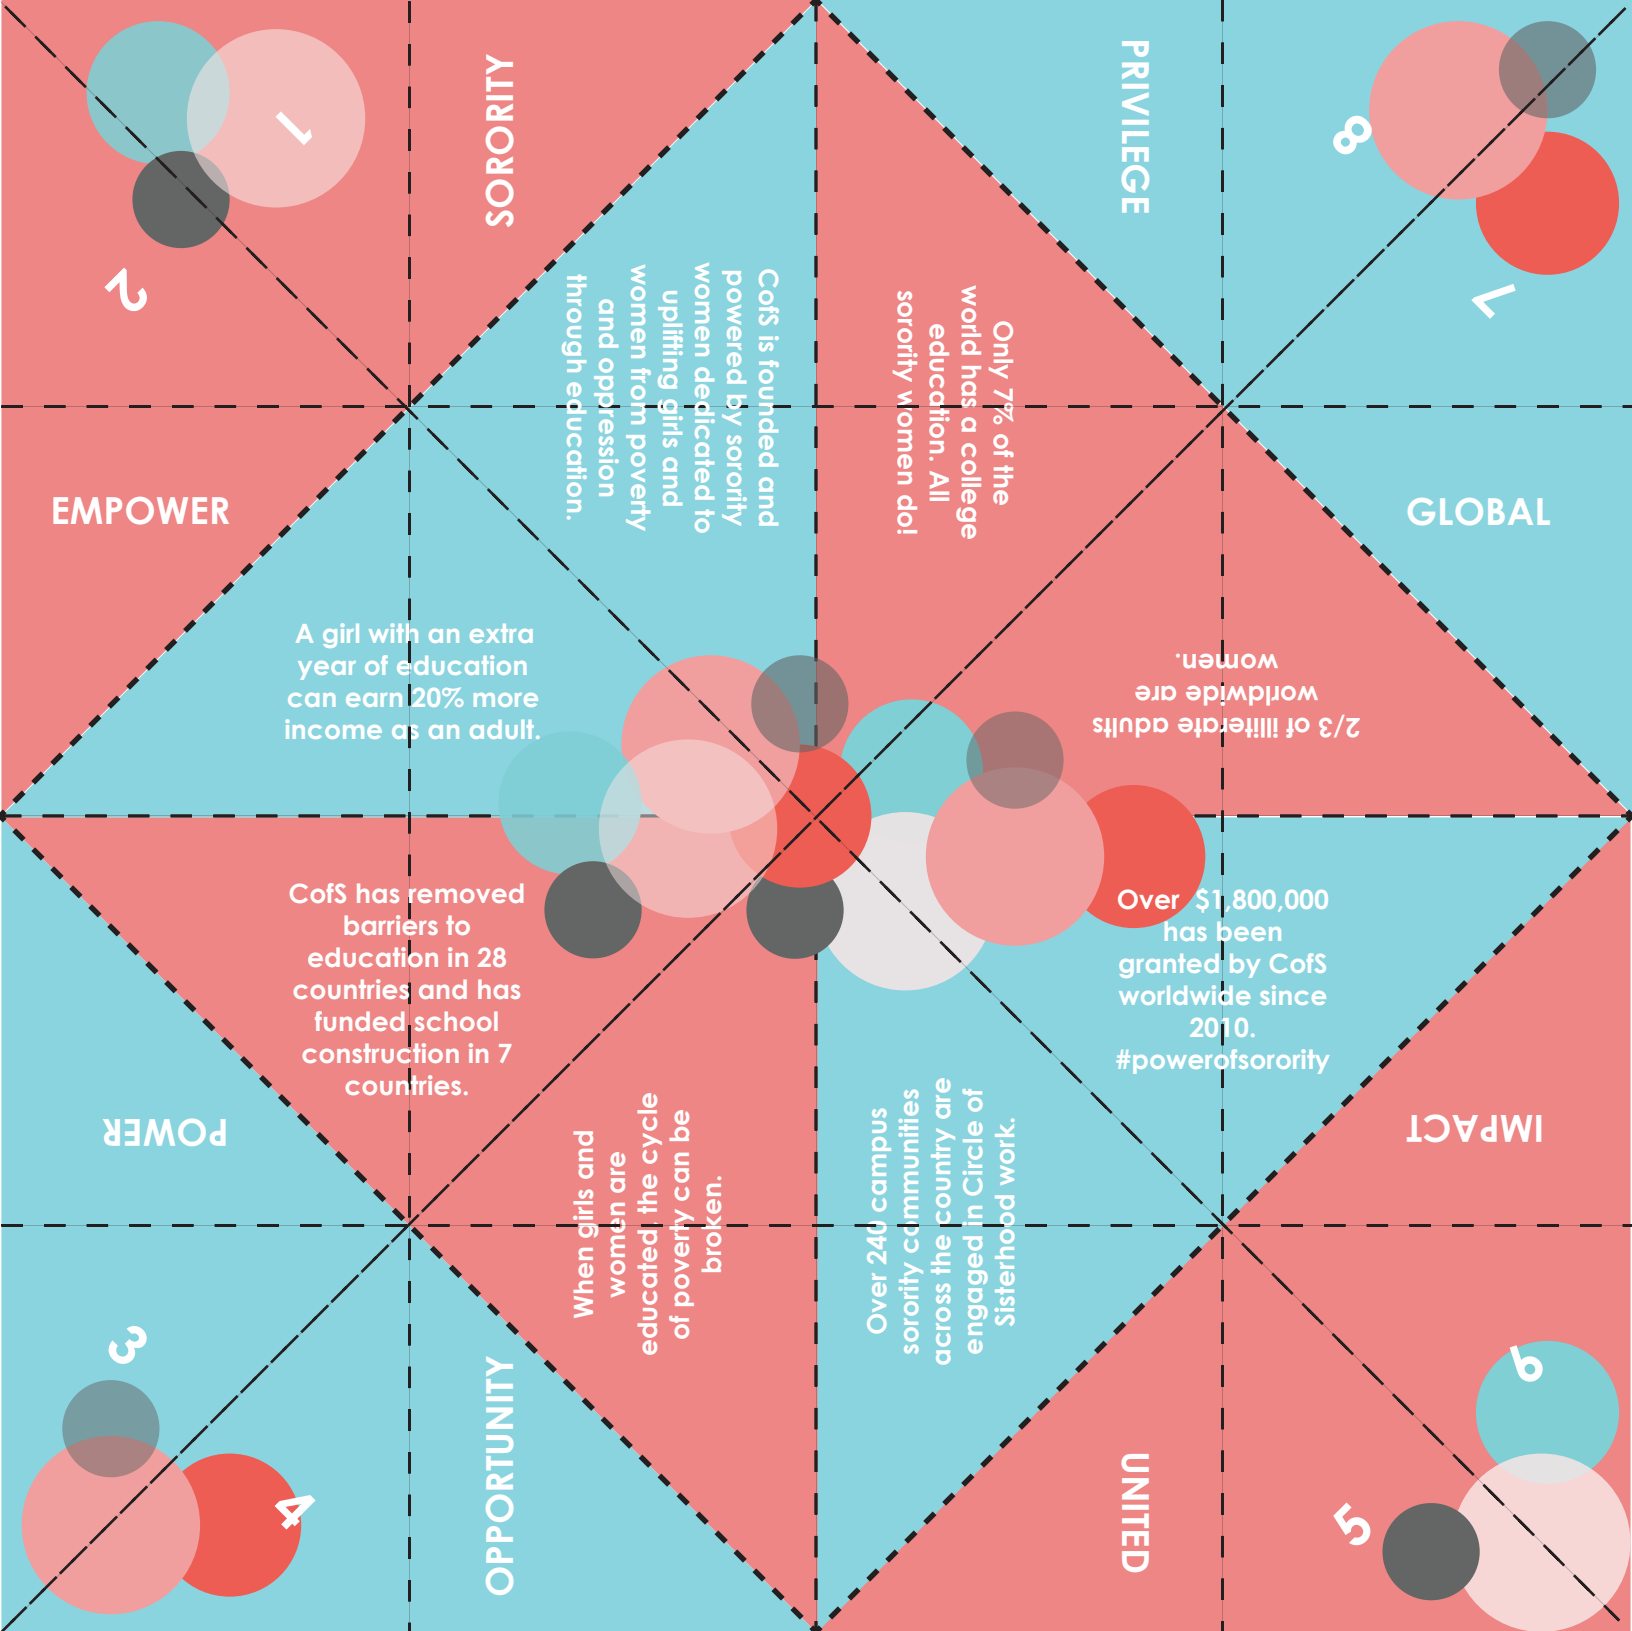 1
2
SORORITY
PRIVILEGE
8
7
EMPOWER
GLOBAL
CofS is founded and
powered by sorority
women dedicated to
uplifting girls and
women from poverty
and oppression
through education.
Only 7% of the
world has a college
education. All
sorority women do!
A girl with an extra
year of education
can earn 20% more
income as an adult.
2/3 of illiterate adults
worldwide are
women.
CofS has removed
barriers to
education in 28
countries and has
funded school
construction in 7
countries.
Over $1,800,000
has been
granted by CofS
worldwide since
2010.
#powerofsorority
POWER
IMPACT
When girls and
women are
educated, the cycle
of poverty can be
broken.
Over 240 campus
sorority communities
across the country are
engaged in Circle of
Sisterhood work.
3
4
OPPORTUNITY
UNITED
6
5